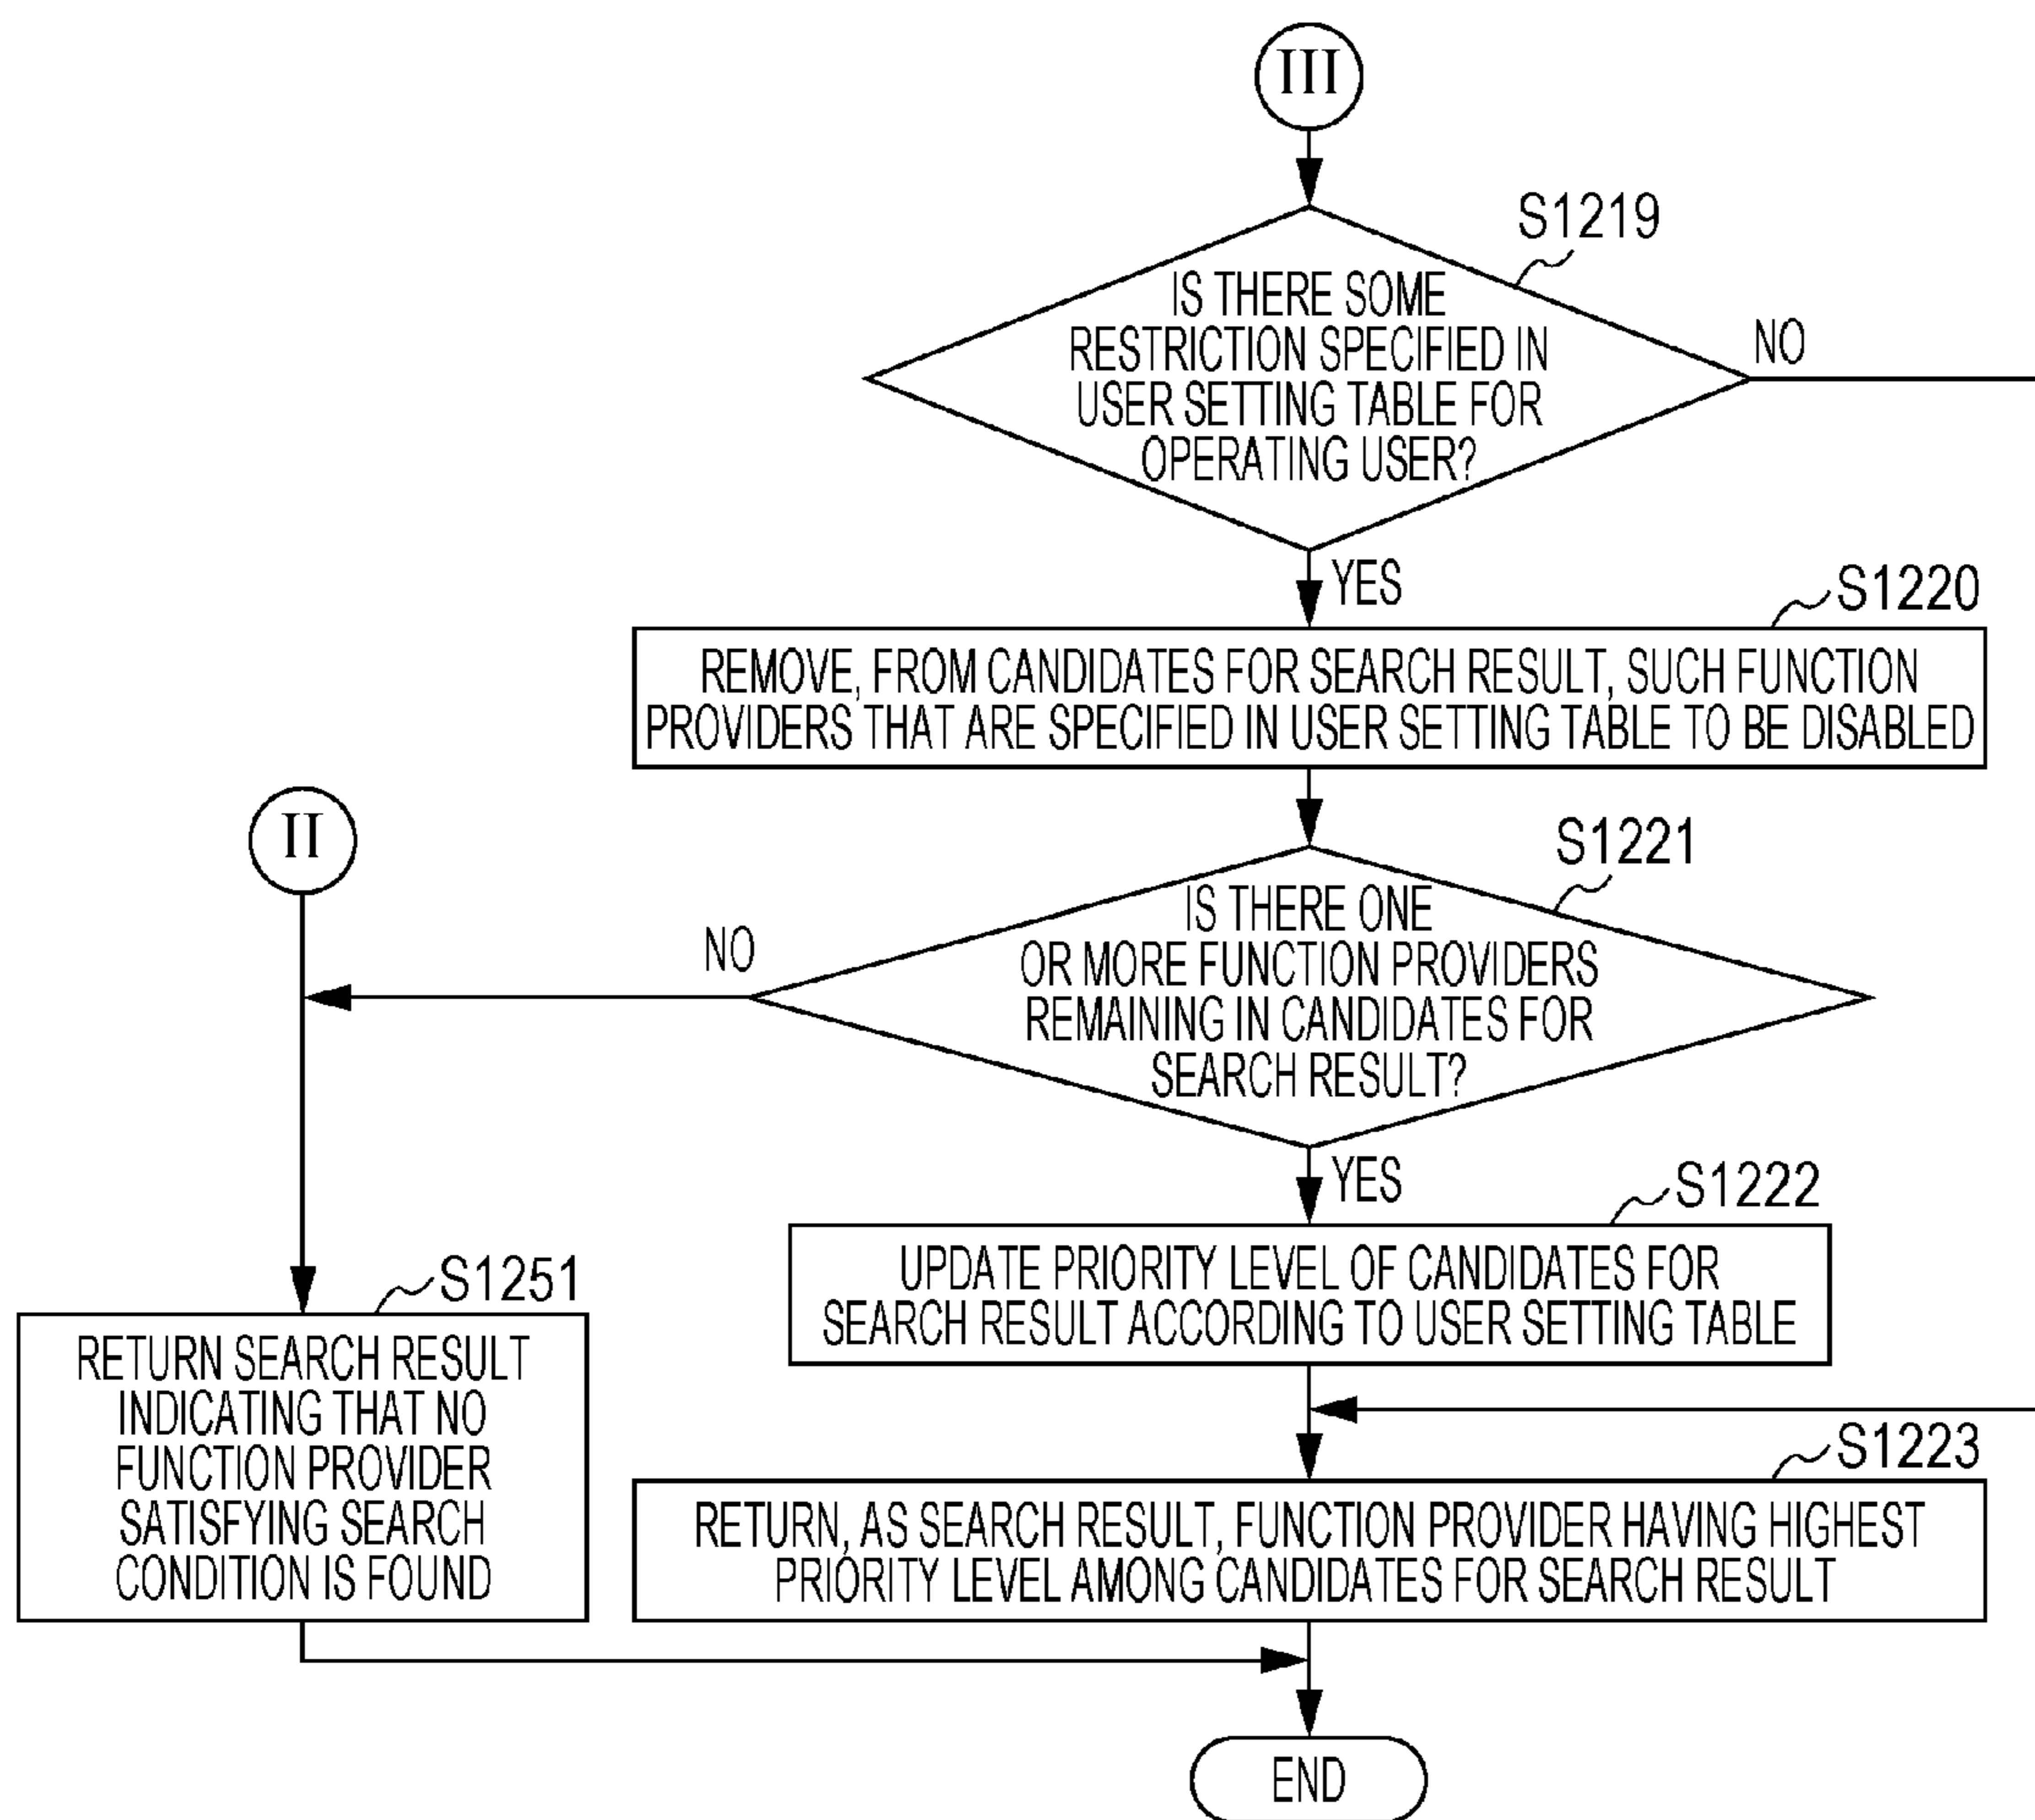 III
S1219
IS THERE SOME
RESTRICTION SPECIFIED IN
USER SETTING TABLE FOR
OPERATING USER?
NO
YES
S1220
REMOVE, FROM CANDIDATES FOR SEARCH RESULT, SUCH FUNCTION
PROVIDERS THAT ARE SPECIFIED IN USER SETTING TABLE TO BE DISABLED
II
S1221
IS THERE ONE
OR MORE FUNCTION PROVIDERS
REMAINING IN CANDIDATES FOR
SEARCH RESULT?
NO
YES
S1222
UPDATE PRIORITY LEVEL OF CANDIDATES FOR
SEARCH RESULT ACCORDING TO USER SETTING TABLE
S1251
RETURN SEARCH RESULT
INDICATING THAT NO
FUNCTION PROVIDER
SATISFYING SEARCH
CONDITION IS FOUND
S1223
RETURN, AS SEARCH RESULT, FUNCTION PROVIDER HAVING HIGHEST
PRIORITY LEVEL AMONG CANDIDATES FOR SEARCH RESULT
END